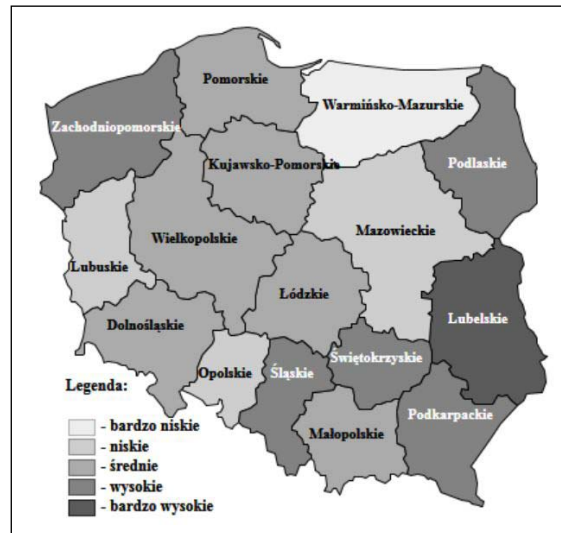 Pomorskie
Warmińsko-Mazurskie
Zachodniopomorskie
Kujawsko-Pomorskie
Podlaskie
Wielkopolskie
Mazowieckie
Lubuskie
Łódzkie
Lubelskie
Dolnośląskie
Świętokrzyskie
Opolskie
Śląskie
Legenda:
Podkarpackie
- bardzo niskie
Małopolskie
- niskie
- średnie
- wysokie
- bardzo wysokie